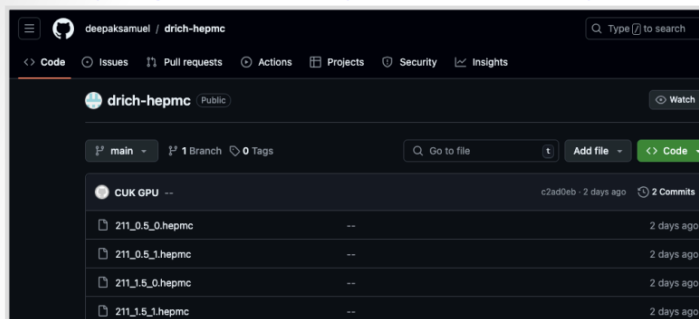 deepaksamuel / drich-hepmc
Type / to search
Code Issues Pull requests Actions Projects Security Insights
drich-hepmc Public
Watch
main 1 Branch 0 Tags
Go to file t
Add file
Code
CUK GPU --
c2ad0eb · 2 days ago 2 Commits
211_0.5_0.hepmc -- 2 days ago
211_0.5_1.hepmc -- 2 days ago
211_1.5_0.hepmc -- 2 days ago
211_1.5_1.hepmc -- 2 days ago